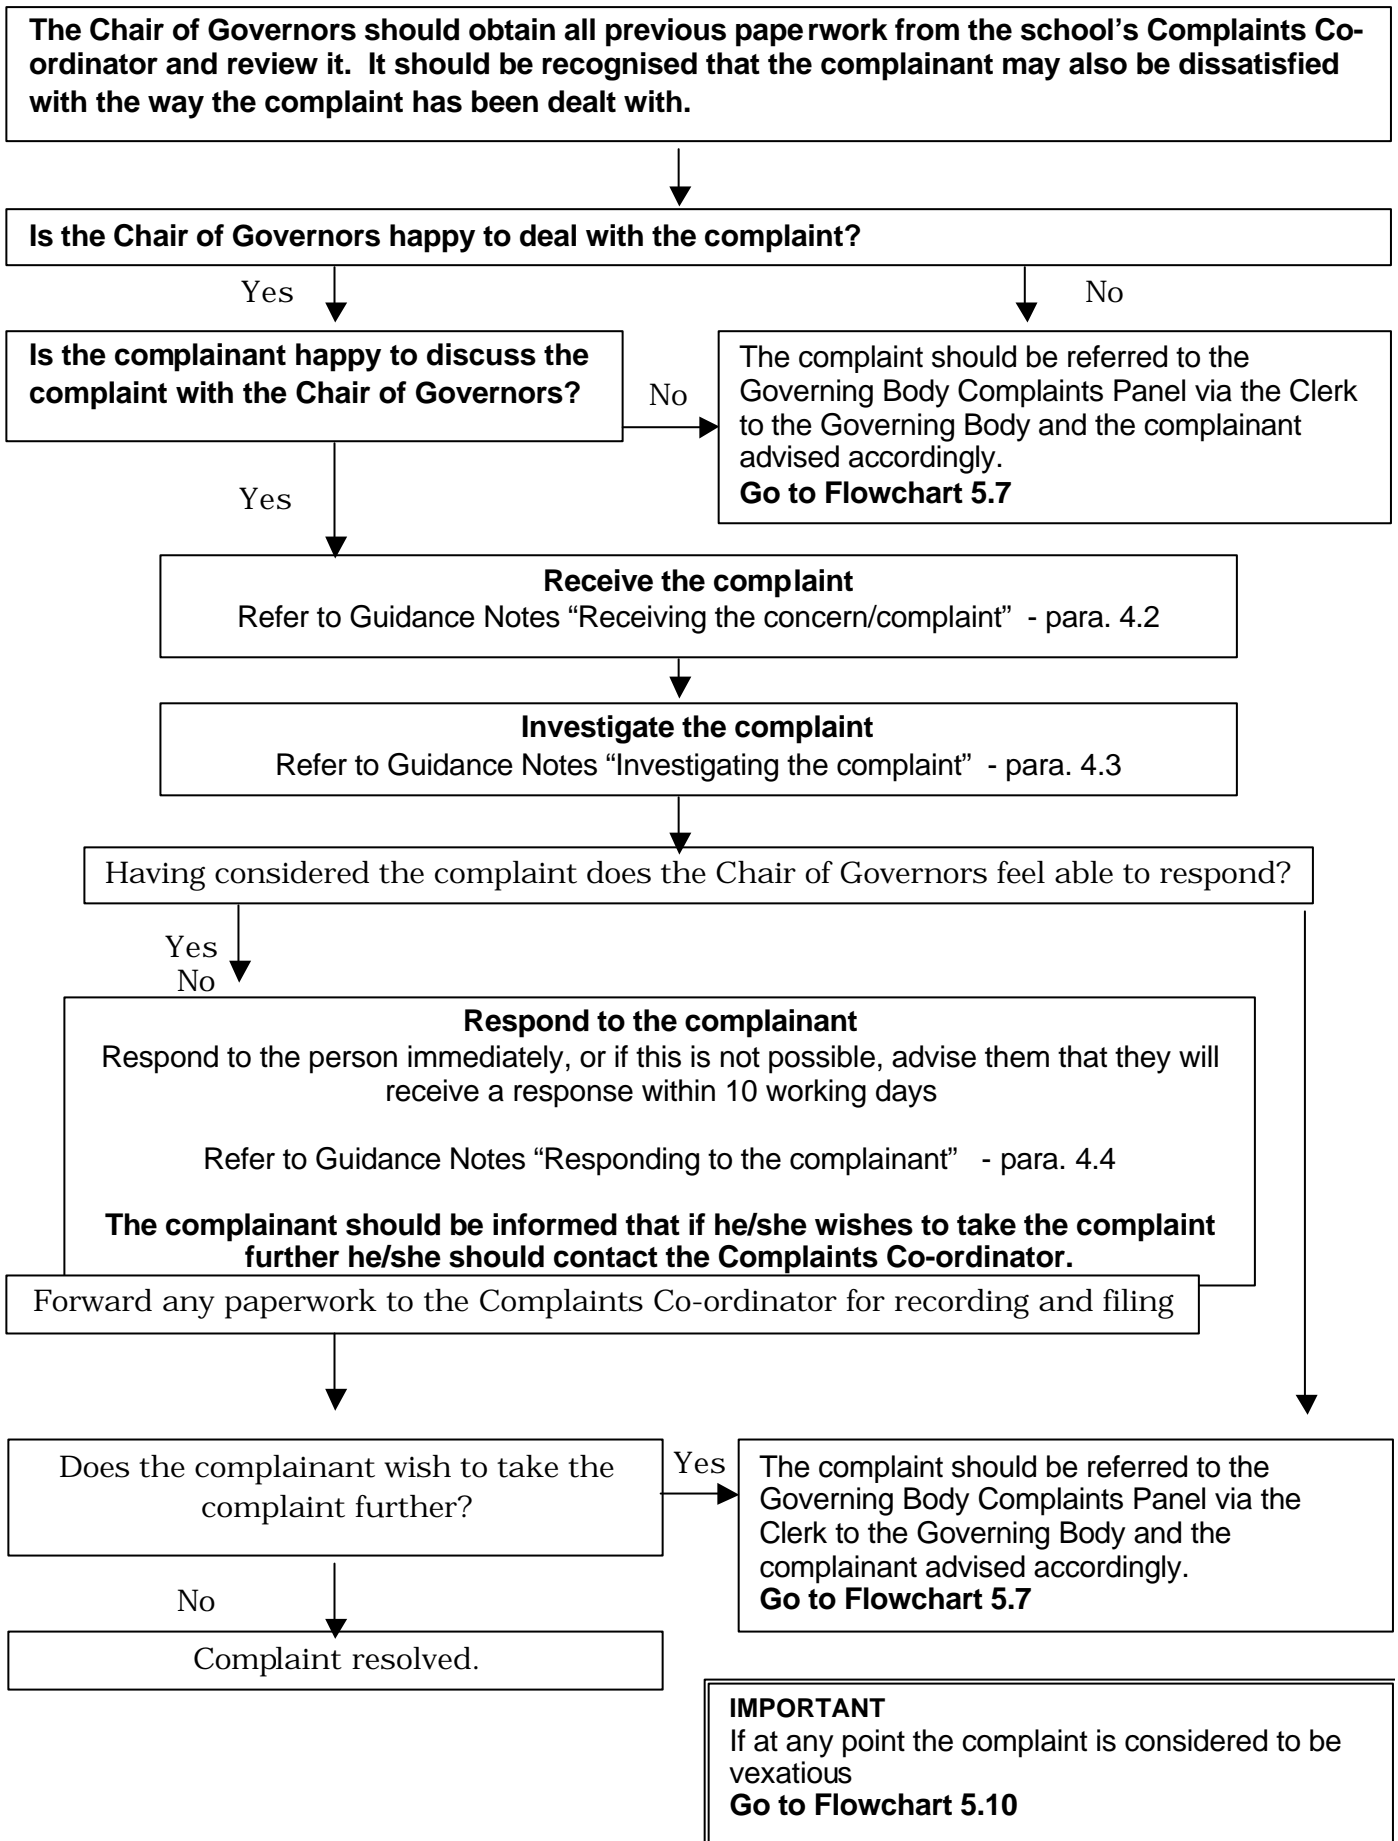 The Chair of Governors should obtain all previous paperwork from the school’s Complaints Co-
ordinator and review it.  It should be recognised that the complainant may also be dissatisfied
with the way the complaint has been dealt with.
Is the Chair of Governors happy to deal with the complaint?
Yes
No
Is the complainant happy to discuss the
complaint with the Chair of Governors?
No
The complaint should be referred to the
Governing Body Complaints Panel via the Clerk
to the Governing Body and the complainant
advised accordingly.
Go to Flowchart 5.7
Yes
Receive the complaint
Refer to Guidance Notes “Receiving the concern/complaint”  - para. 4.2
Investigate the complaint
Refer to Guidance Notes “Investigating the complaint”  - para. 4.3
Having considered the complaint does the Chair of Governors feel able to respond?
Yes
No
Respond to the complainant
Respond to the person immediately, or if this is not possible, advise them that they will
receive a response within 10 working days
Refer to Guidance Notes “Responding to the complainant”   - para. 4.4
The complainant should be informed that if he/she wishes to take the complaint
further he/she should contact the Complaints Co-ordinator.
Forward any paperwork to the Complaints Co-ordinator for recording and filing
Does the complainant wish to take the
complaint further?
Yes
The complaint should be referred to the
Governing Body Complaints Panel via the
Clerk to the Governing Body and the
complainant advised accordingly.
Go to Flowchart 5.7
No
Complaint resolved.
IMPORTANT
If at any point the complaint is considered to be
vexatious
Go to Flowchart 5.10